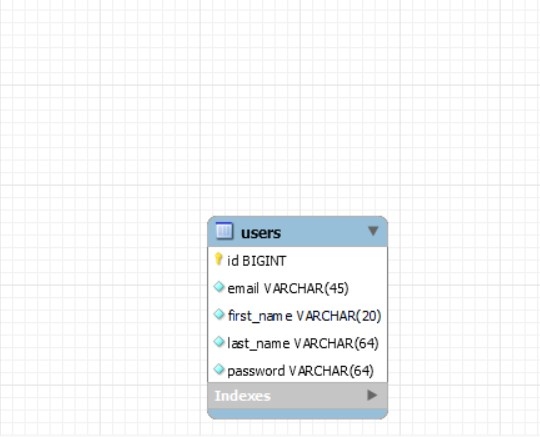 users
id BIGINT
email VARCHAR(45)
first_name VARCHAR(20)
last_name VARCHAR(64)
password VARCHAR(64)
Indexes